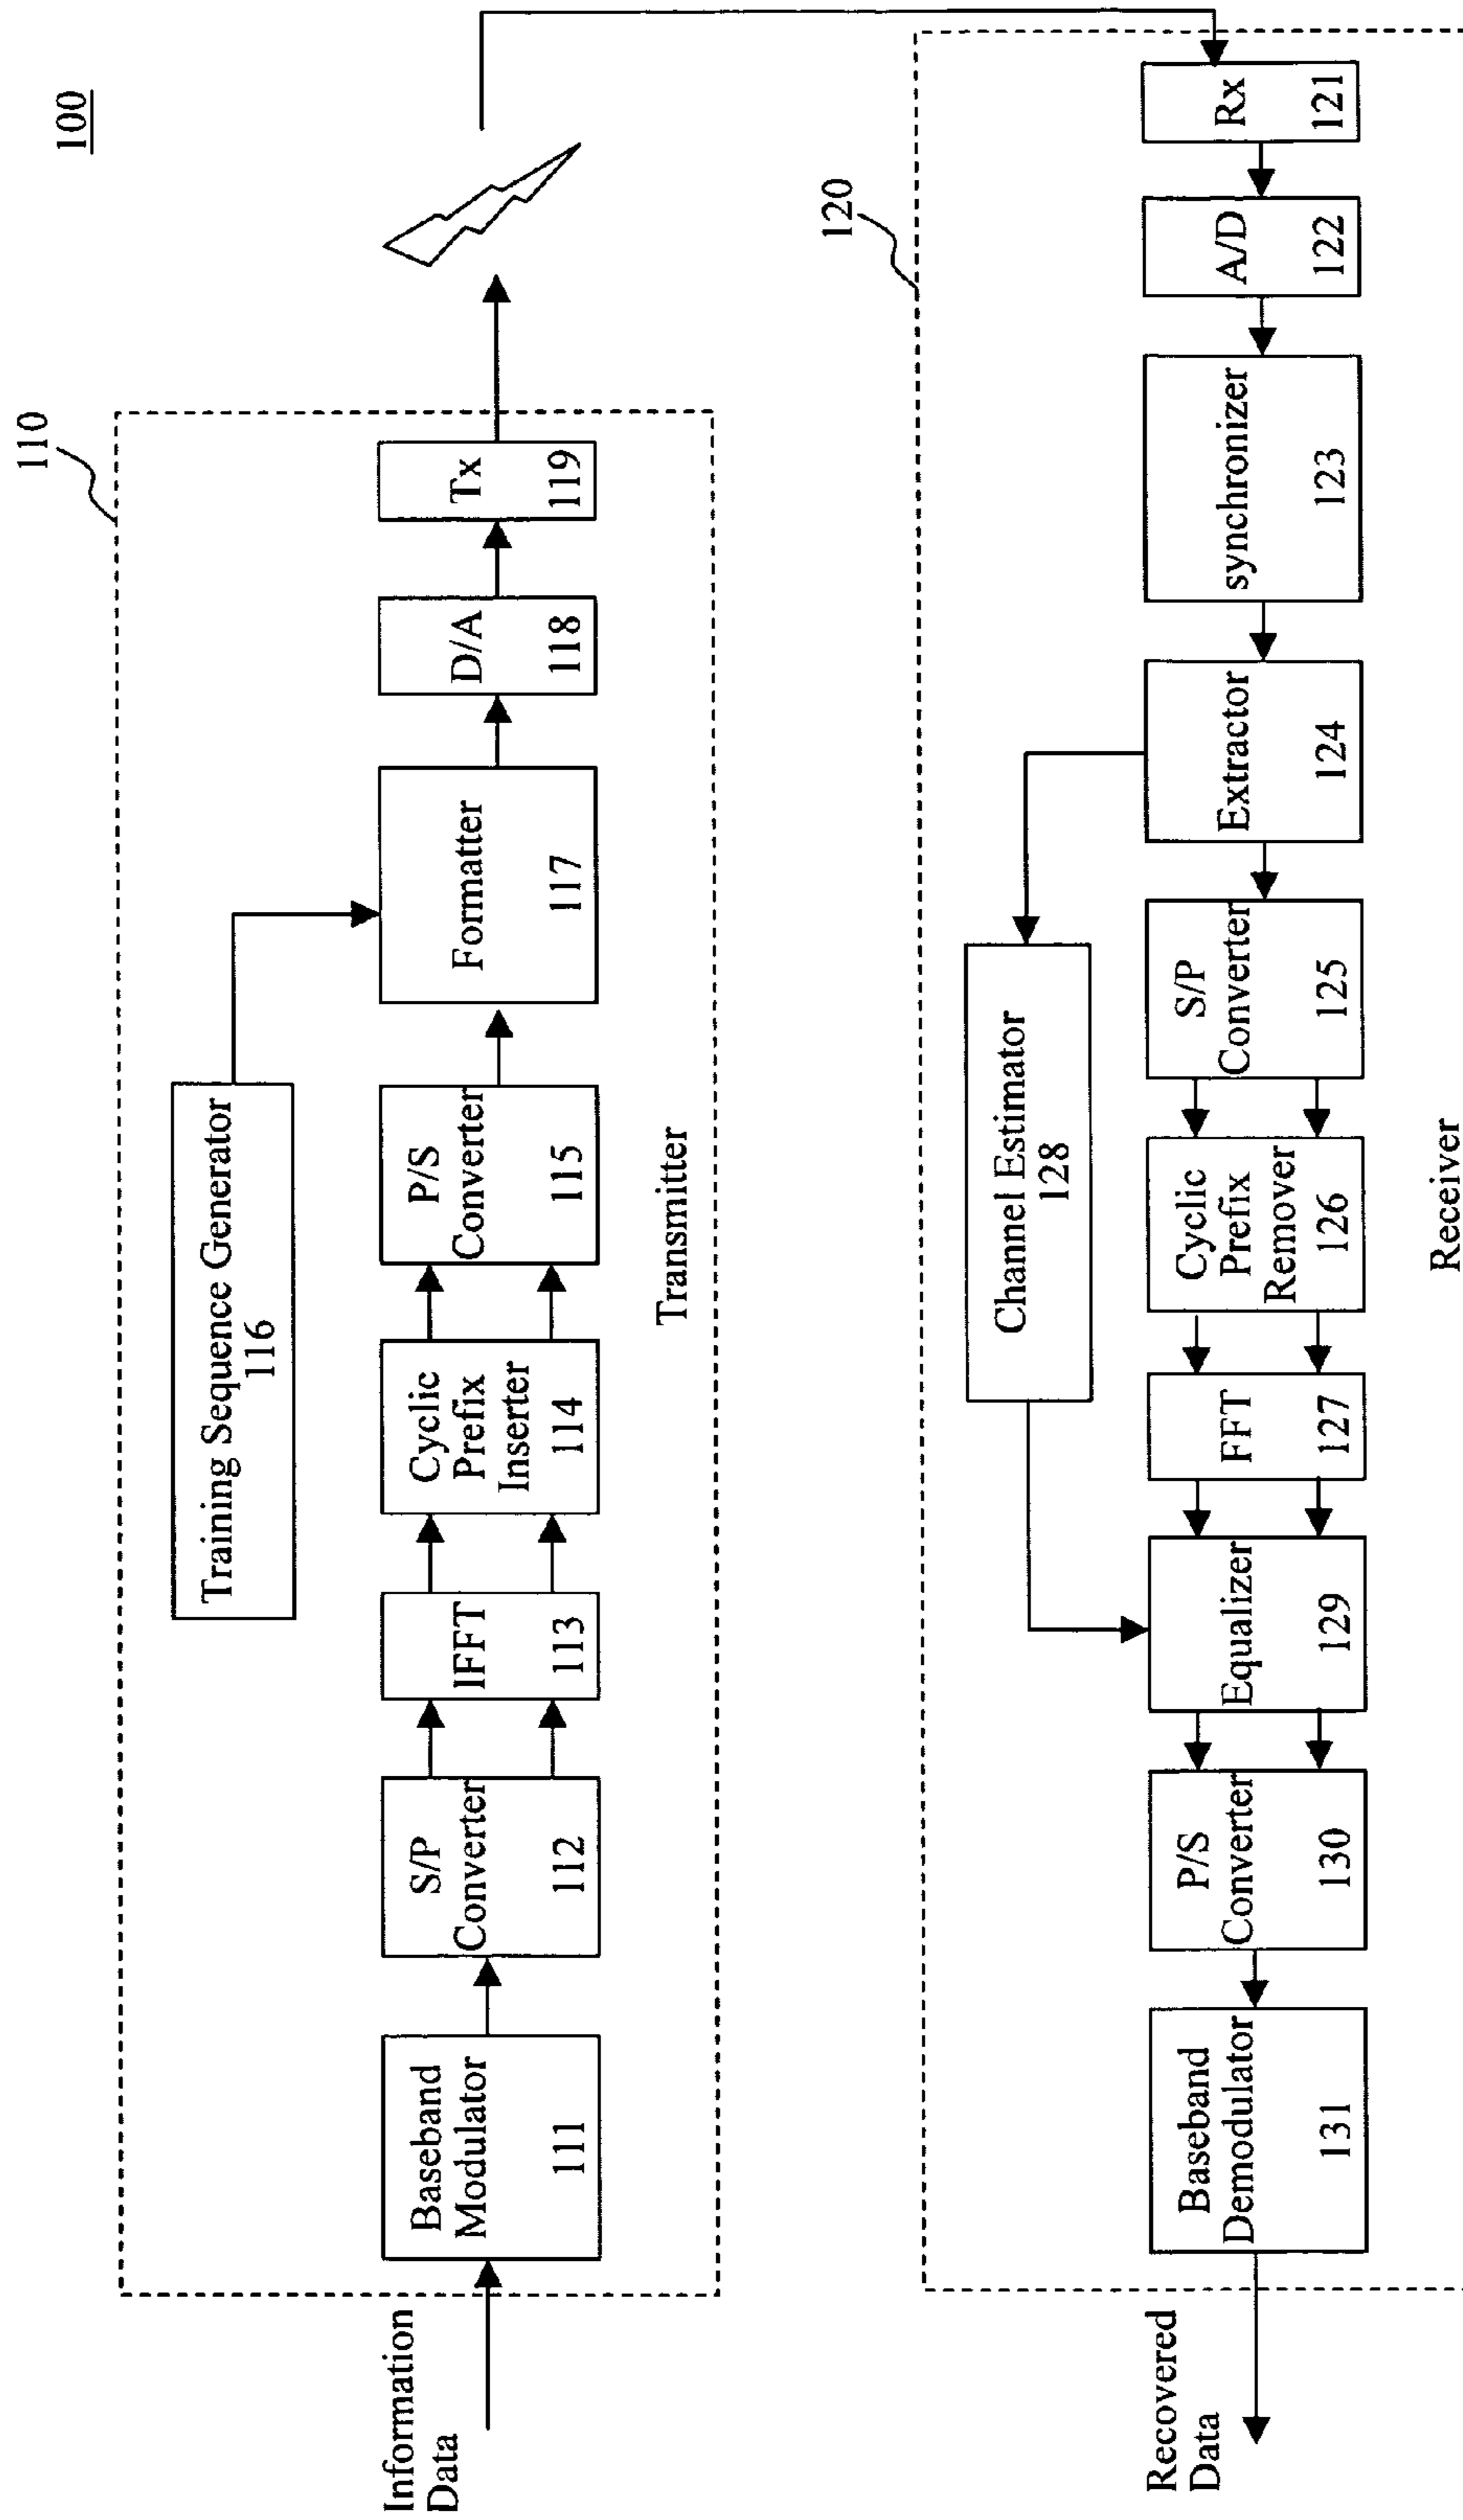 100
110
Training Sequence Generator
116
Information
Data
Baseband
Modulator
111
S/P
Converter
112
IFFT
113
Cyclic
Prefix
Inserter
114
P/S
Converter
115
Formatter
117
D/A
118
Tx
119
Transmitter
120
Channel Estimator
128
Recovered
Data
Baseband
Demodulator
131
P/S
Converter
130
Equalizer
129
FFT
127
Cyclic
Prefix
Remover
126
S/P
Converter
125
Extractor
124
synchronizer
123
A/D
122
Rx
121
Receiver